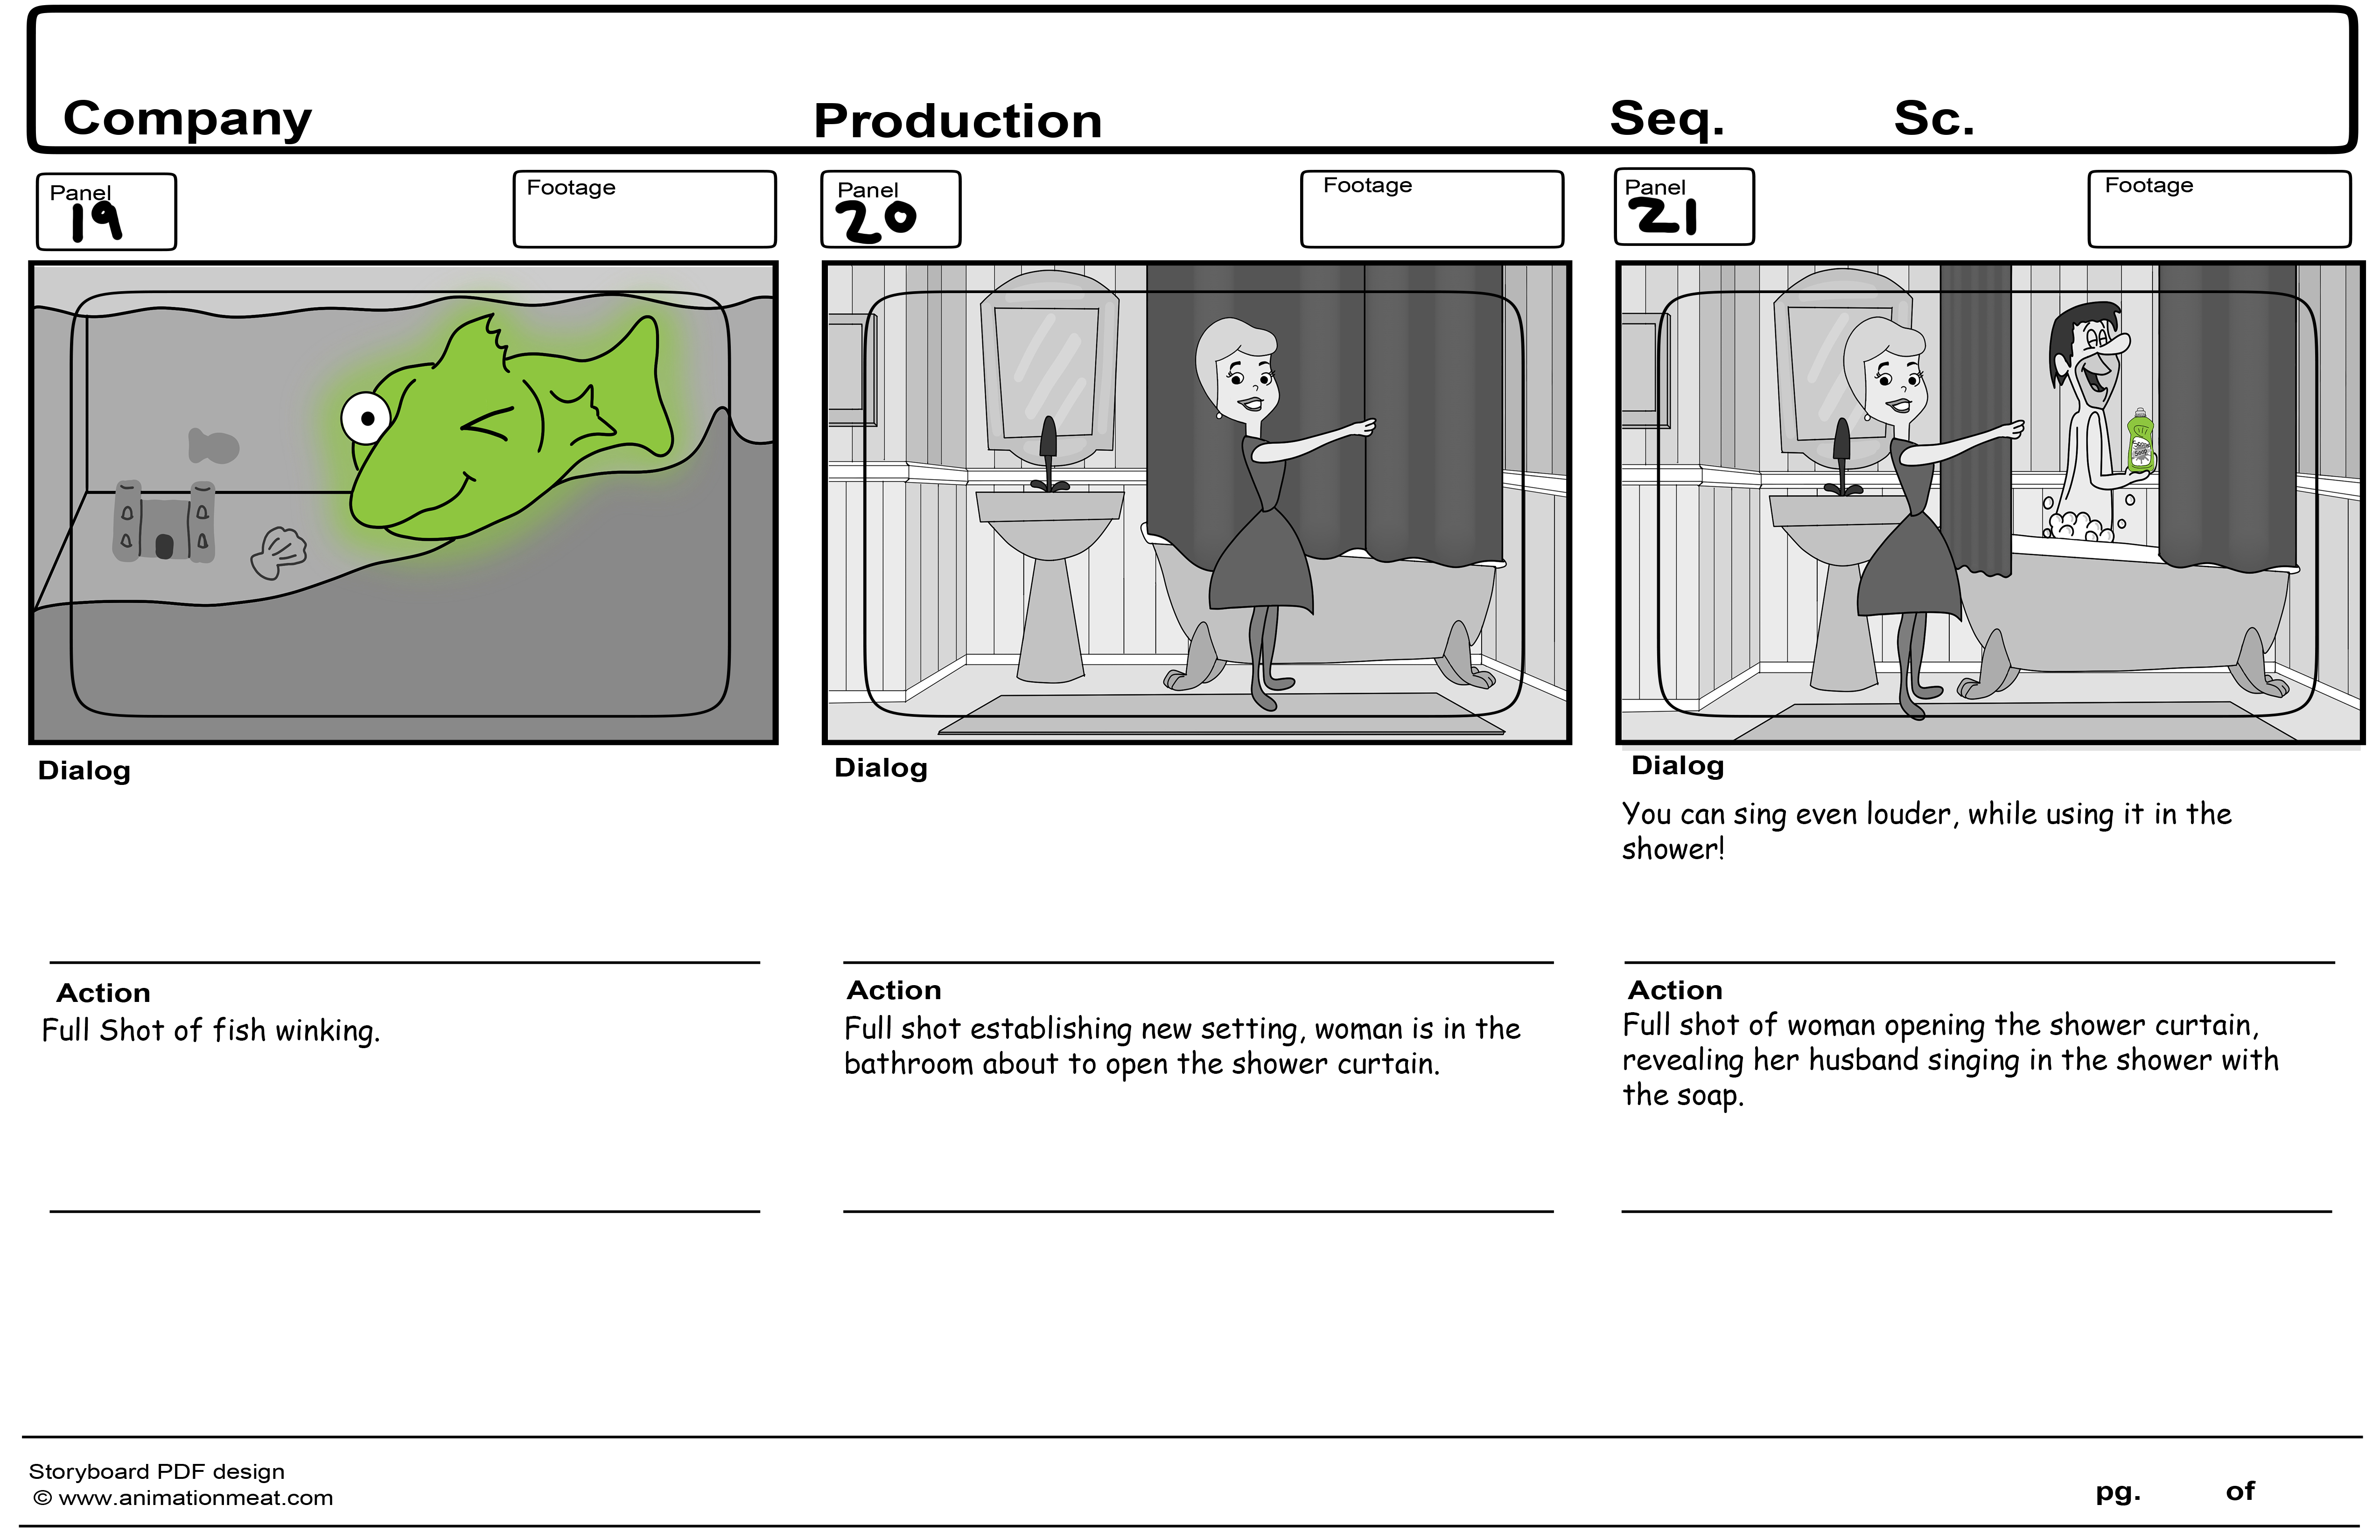 Company Production Seq. Sc.
Panel 19 Footage
Panel 20 Footage
Panel 21 Footage
Dialog
Dialog
Dialog
You can sing even louder, while using it in the
shower!
Action
Full Shot of fish winking.
Action
Full shot establishing new setting, woman is in the
bathroom about to open the shower curtain.
Action
Full shot of woman opening the shower curtain,
revealing her husband singing in the shower with
the soap.
Storyboard PDF design
© www.animationmeat.com
pg. of